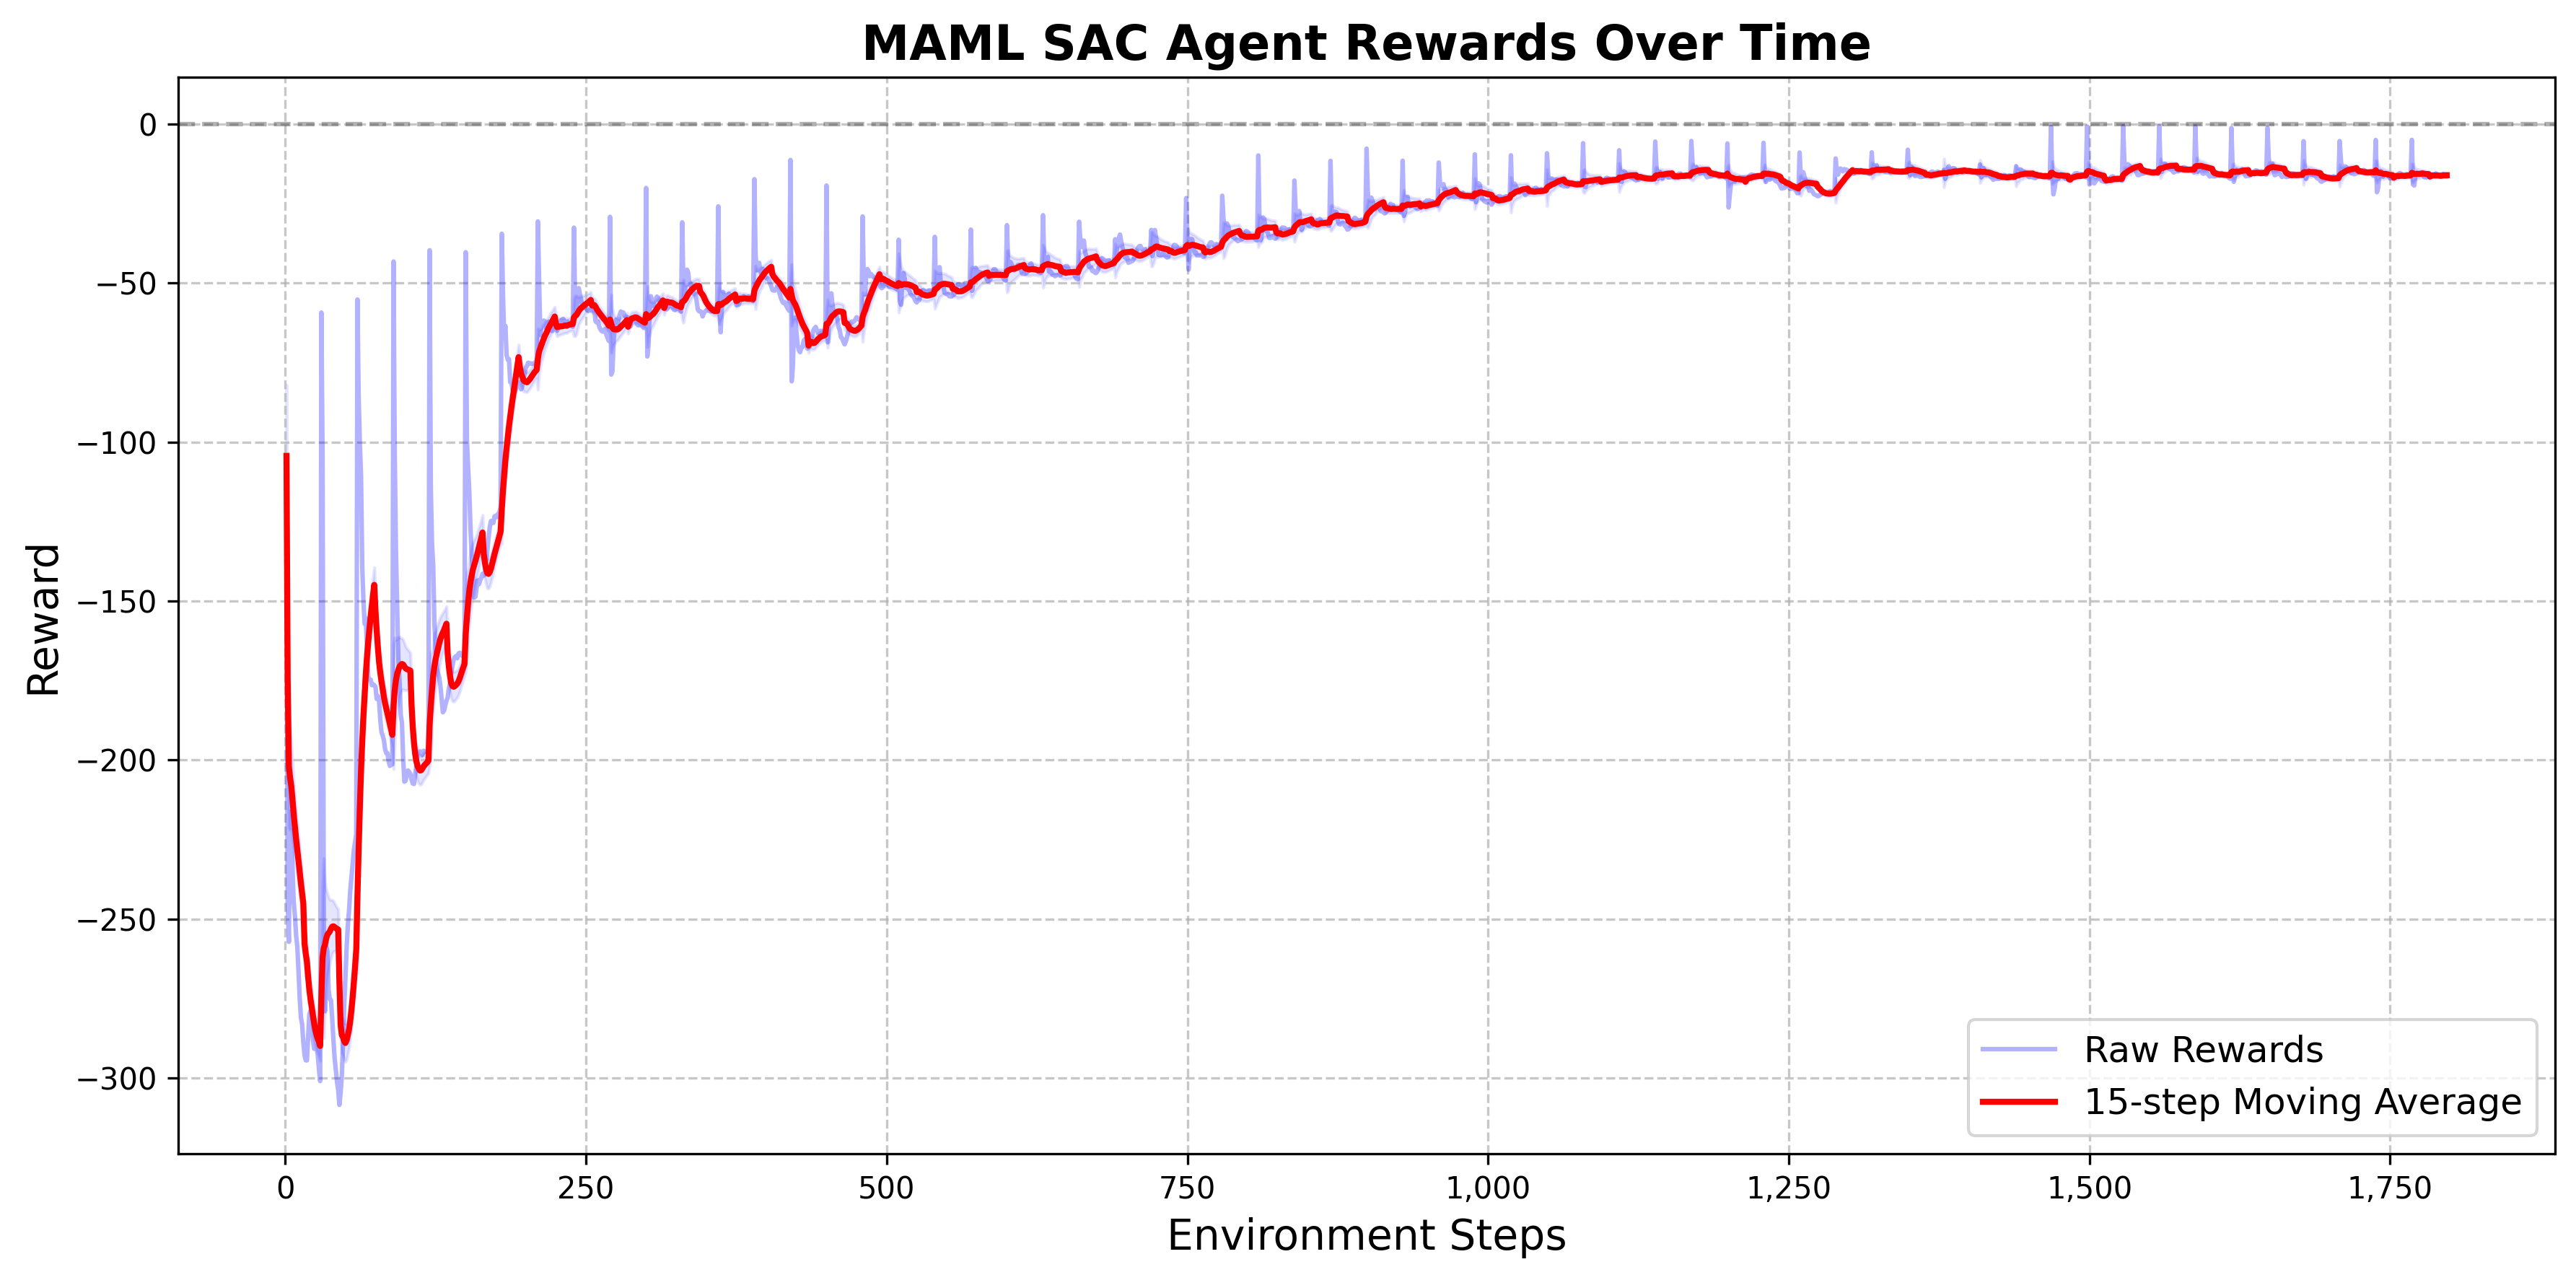 MAML SAC Agent Rewards Over Time
Reward
0
−50
−100
−150
−200
−250
−300
Raw Rewards
15-step Moving Average
0 250 500 750 1,000 1,250 1,500 1,750
Environment Steps